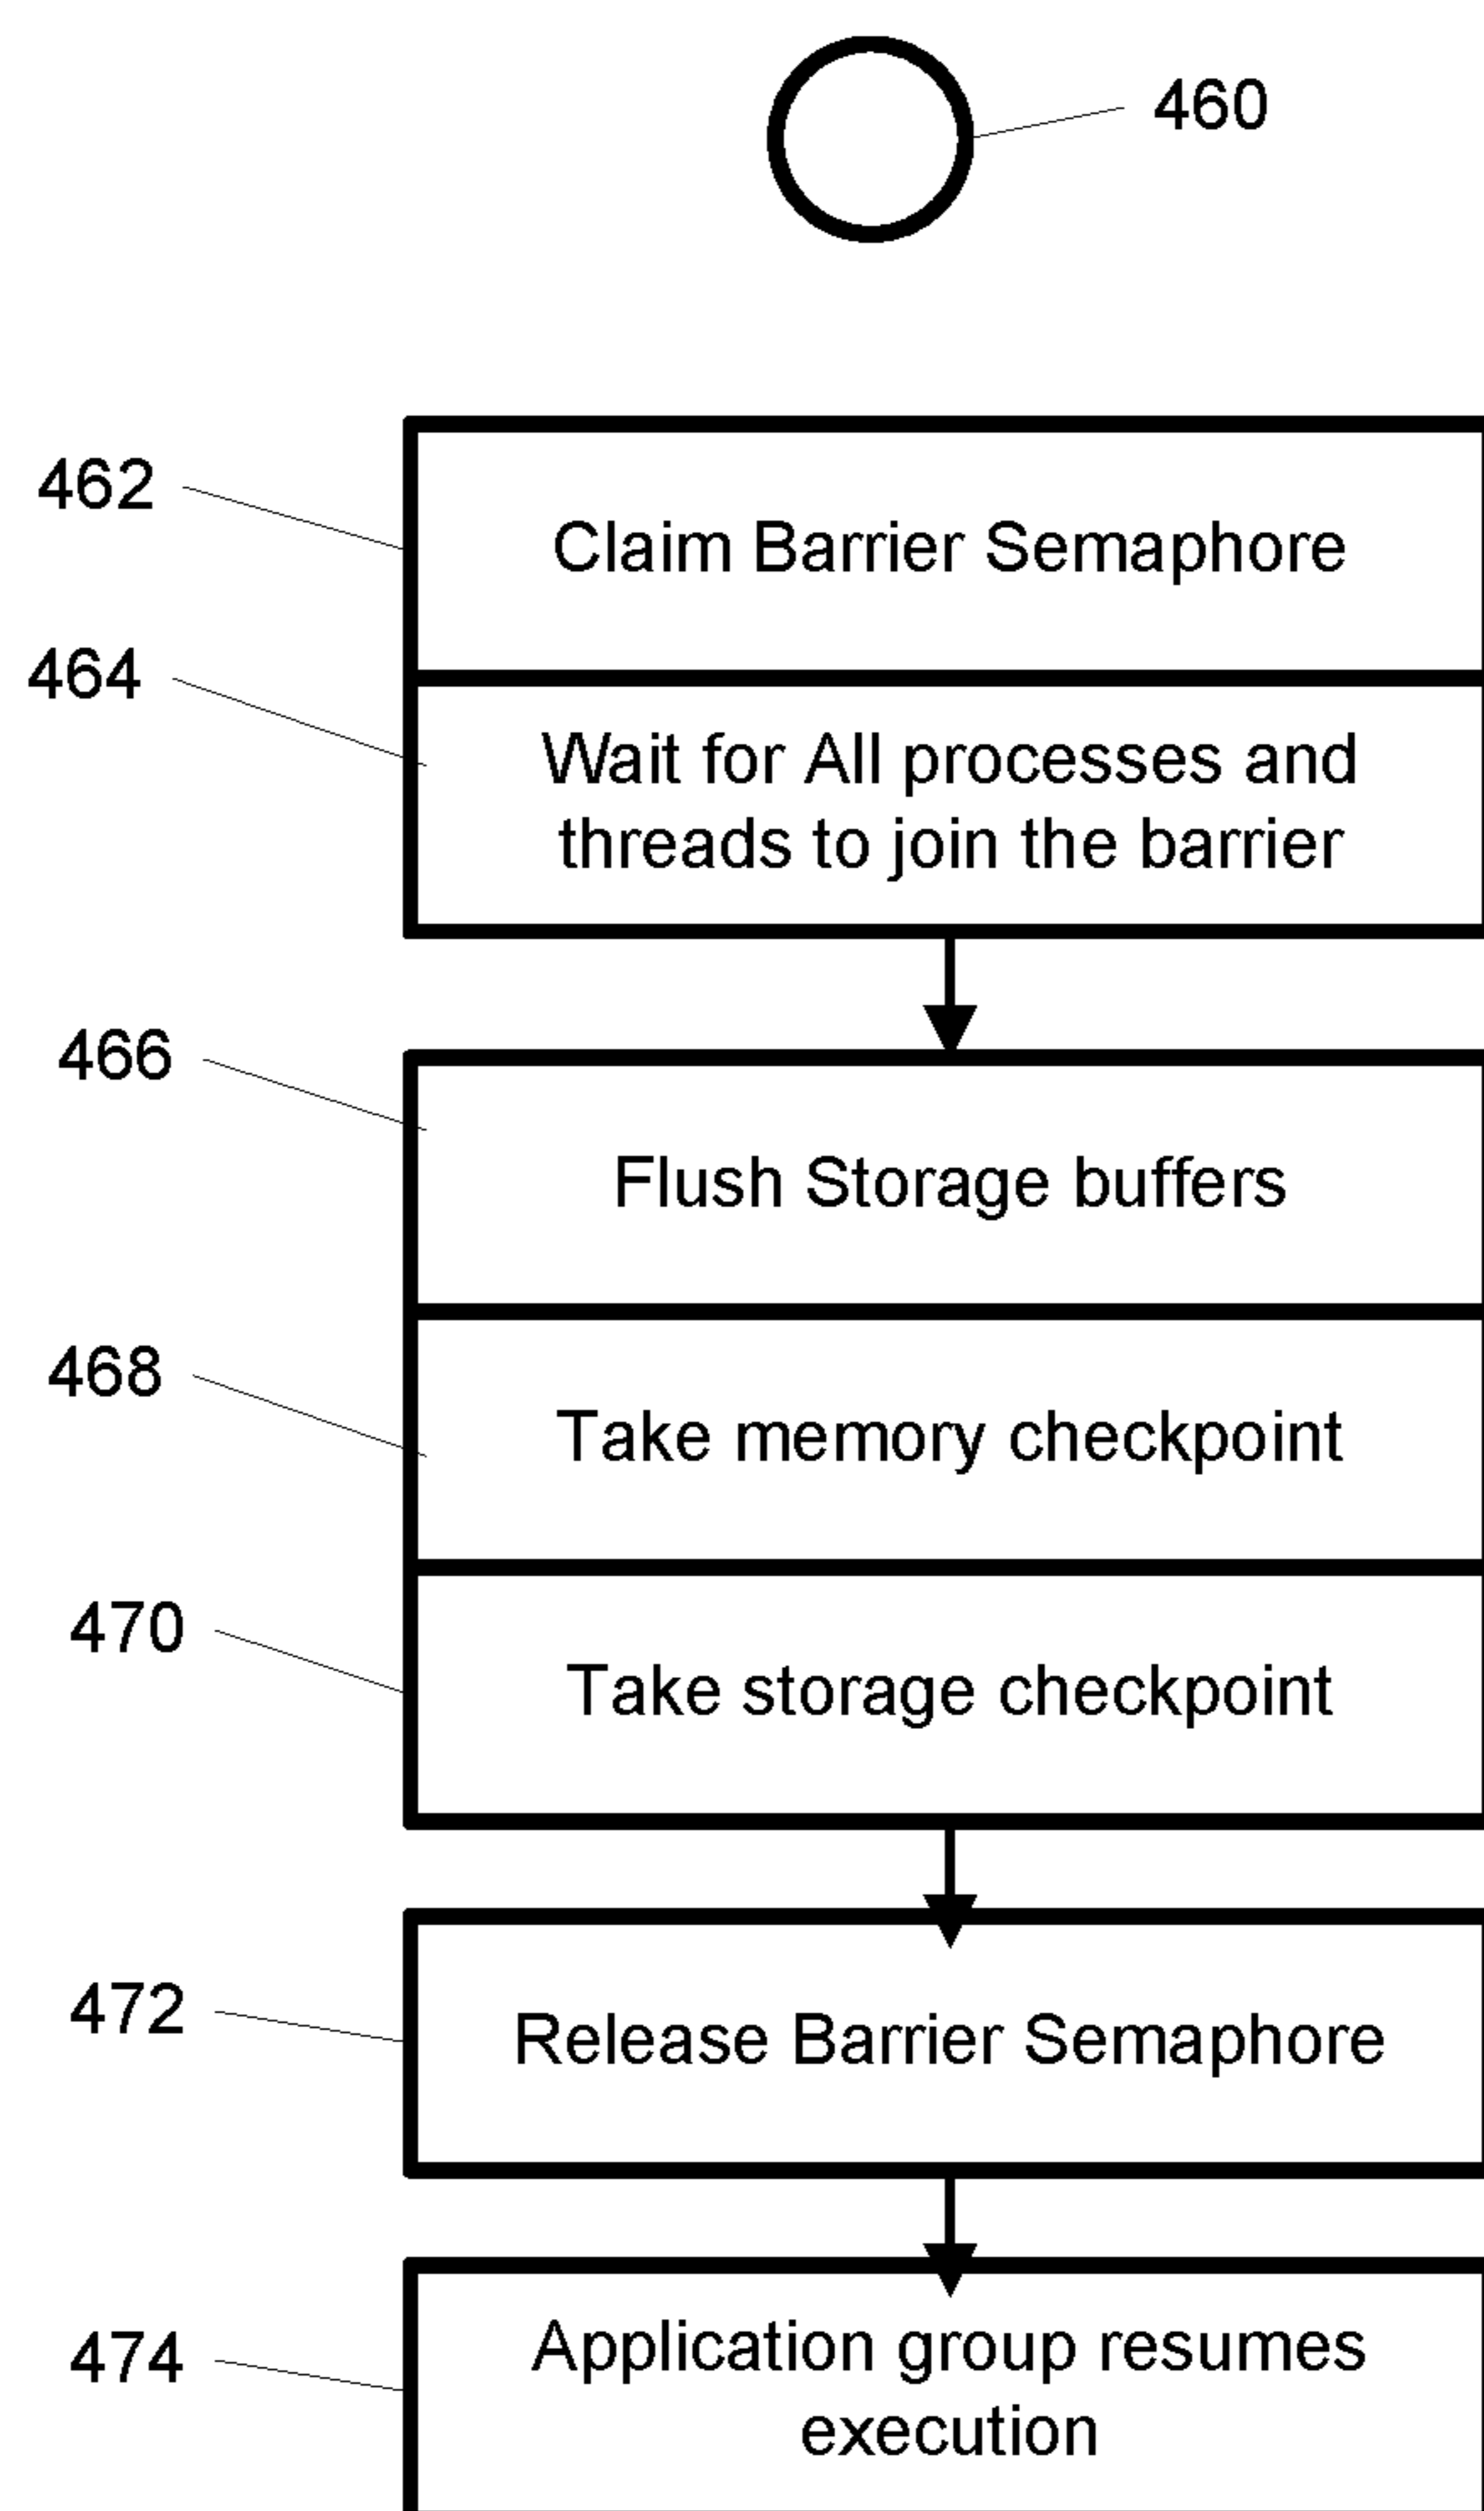 460
462
Claim Barrier Semaphore
464
Wait for All processes and
threads to join the barrier
466
Flush Storage buffers
468
Take memory checkpoint
470
Take storage checkpoint
472
Release Barrier Semaphore
474
Application group resumes
execution